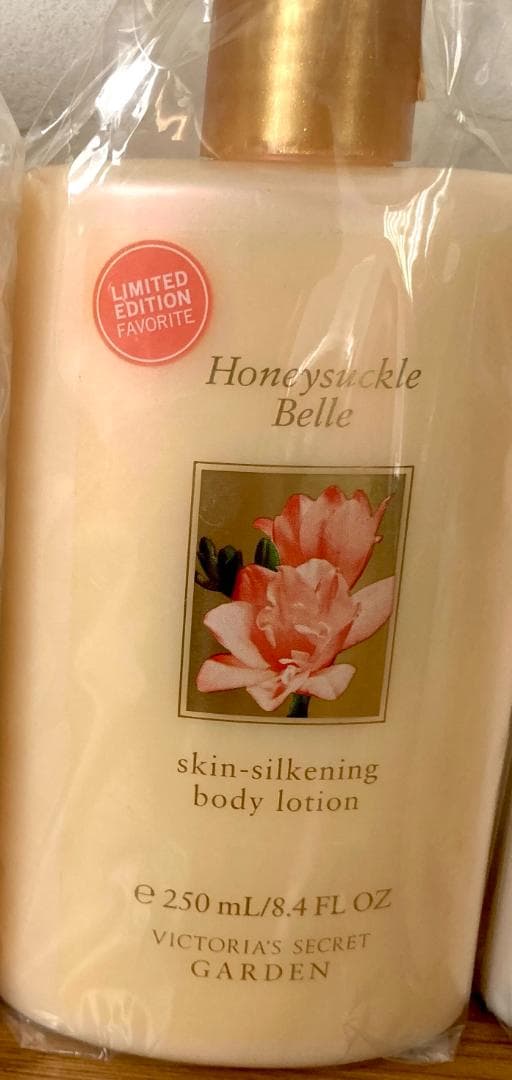 LIMITED
EDITION
FAVORITE
Honeysuckle
Belle
skin-silkening
body lotion
℮ 250 mL/8.4 FL OZ
VICTORIA'S SECRET
GARDEN